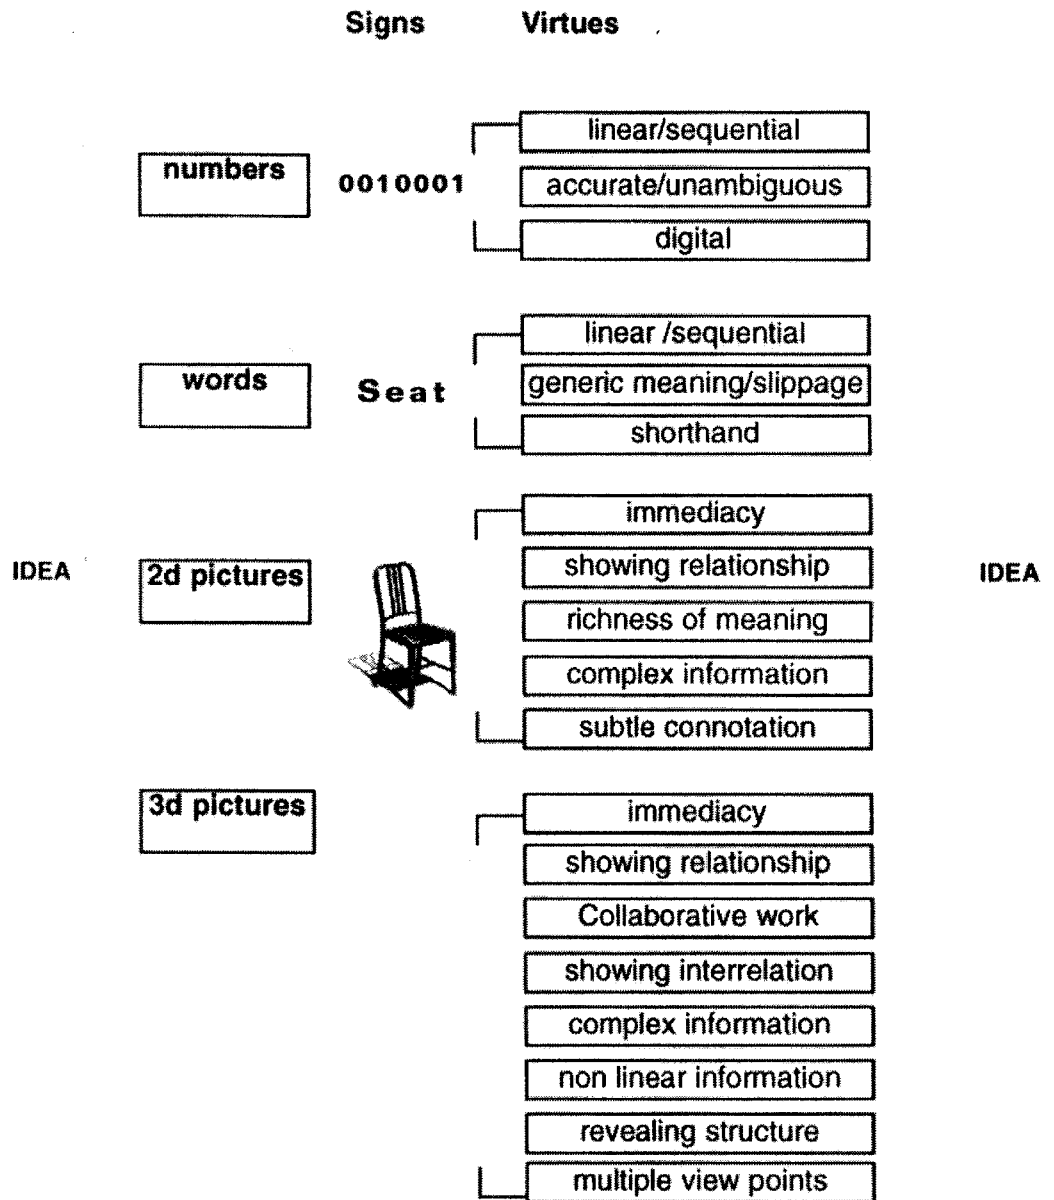 Signs Virtues
linear/sequential
numbers 0010001 accurate/unambiguous
digital
linear /sequential
words Seat generic meaning/slippage
shorthand
immediacy
IDEA 2d pictures showing relationship IDEA
richness of meaning
complex information
subtle connotation
3d pictures immediacy
showing relationship
Collaborative work
showing interrelation
complex information
non linear information
revealing structure
multiple view points